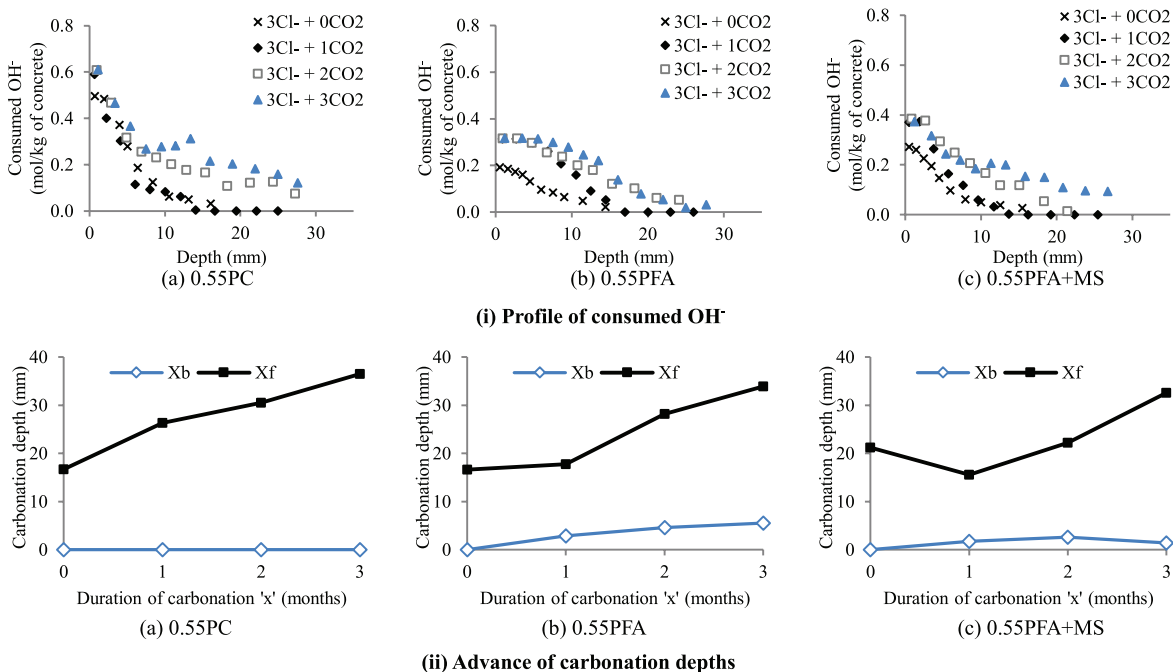 0.8
0.6
0.4
0.2
0.0
Consumed OH-
(mol/kg of concrete)
3Cl- + 0CO2
3Cl- + 1CO2
3Cl- + 2CO2
3Cl- + 3CO2
0 10 20 30
Depth (mm)
(a) 0.55PC
0.8
0.6
0.4
0.2
0.0
Consumed OH-
(mol/kg of concrete)
3Cl- + 0CO2
3Cl- + 1CO2
3Cl- + 2CO2
3Cl- + 3CO2
0 10 20 30
Depth (mm)
(b) 0.55PFA
0.8
0.6
0.4
0.2
0.0
Consumed OH-
(mol/kg of concrete)
3Cl- + 0CO2
3Cl- + 1CO2
3Cl- + 2CO2
3Cl- + 3CO2
0 10 20 30
Depth (mm)
(c) 0.55PFA+MS
(i) Profile of consumed OH-
40
30
20
10
0
Carbonation depth (mm)
Xb Xf
0 1 2 3
Duration of carbonation 'x' (months)
(a) 0.55PC
40
30
20
10
0
Carbonation depth (mm)
Xb Xf
0 1 2 3
Duration of carbonation 'x' (months)
(b) 0.55PFA
40
30
20
10
0
Carbonation depth (mm)
Xb Xf
0 1 2 3
Duration of carbonation 'x' (months)
(c) 0.55PFA+MS
(ii) Advance of carbonation depths